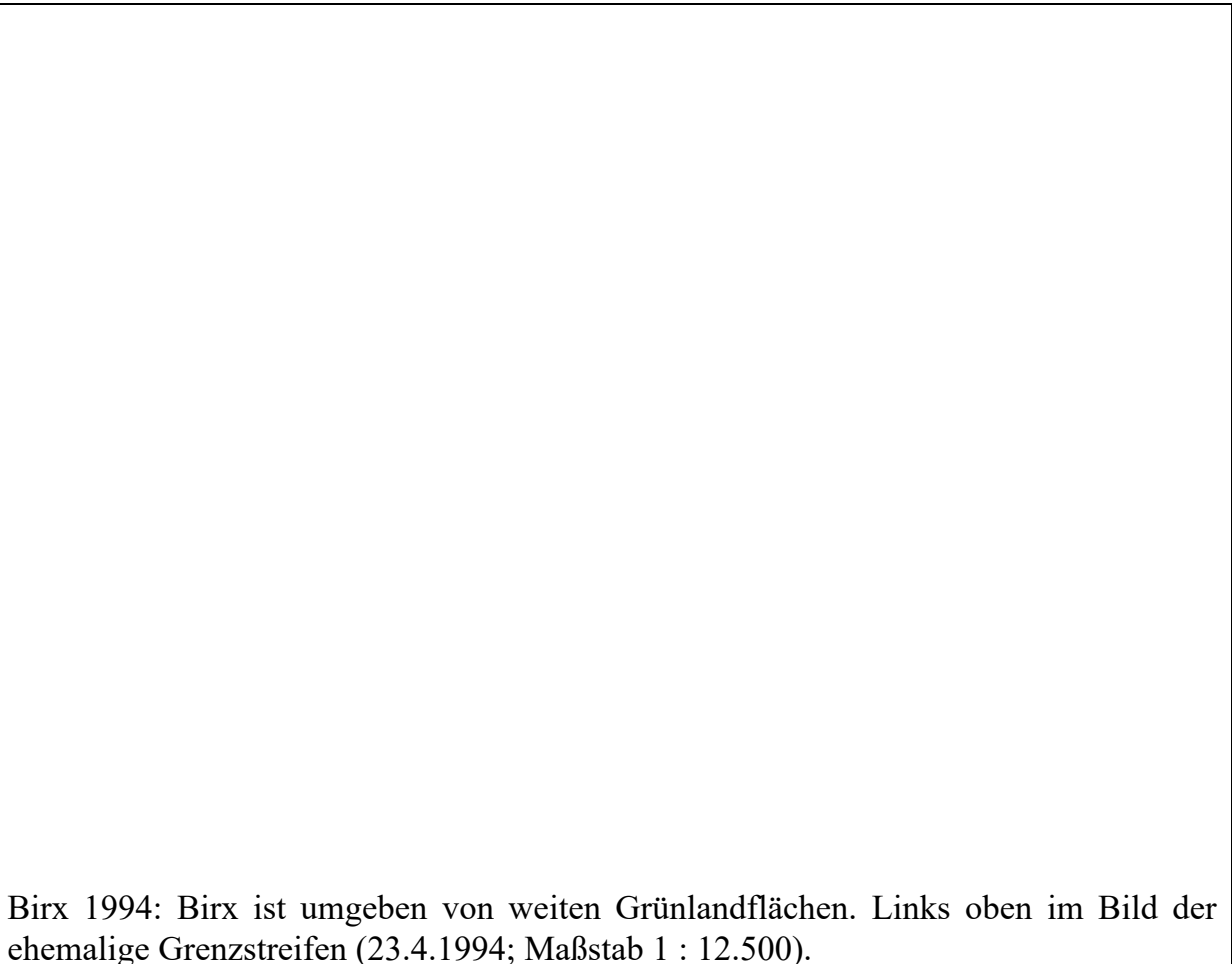 Birx 1994: Birx ist umgeben von weiten Grünlandflächen. Links oben im Bild der
ehemalige Grenzstreifen (23.4.1994; Maßstab 1 : 12.500).